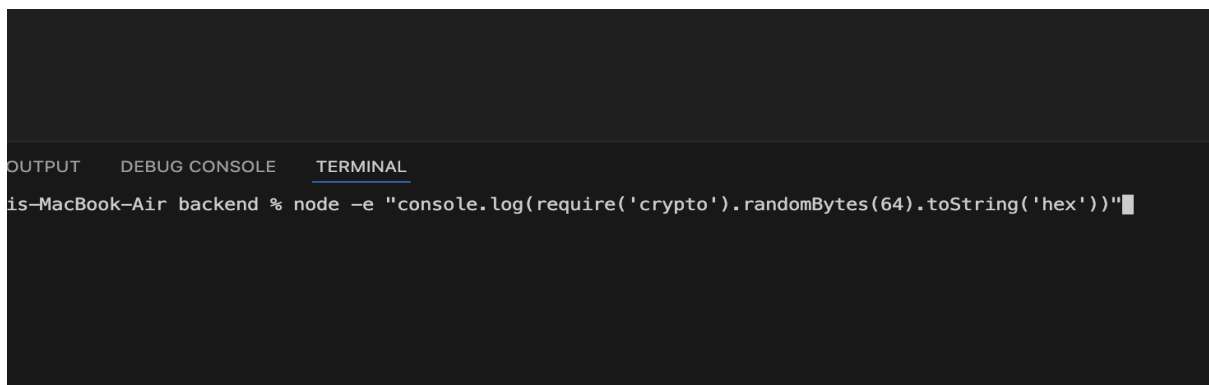 OUTPUT DEBUG CONSOLE TERMINAL
is-MacBook-Air backend % node -e "console.log(require('crypto').randomBytes(64).toString('hex'))"